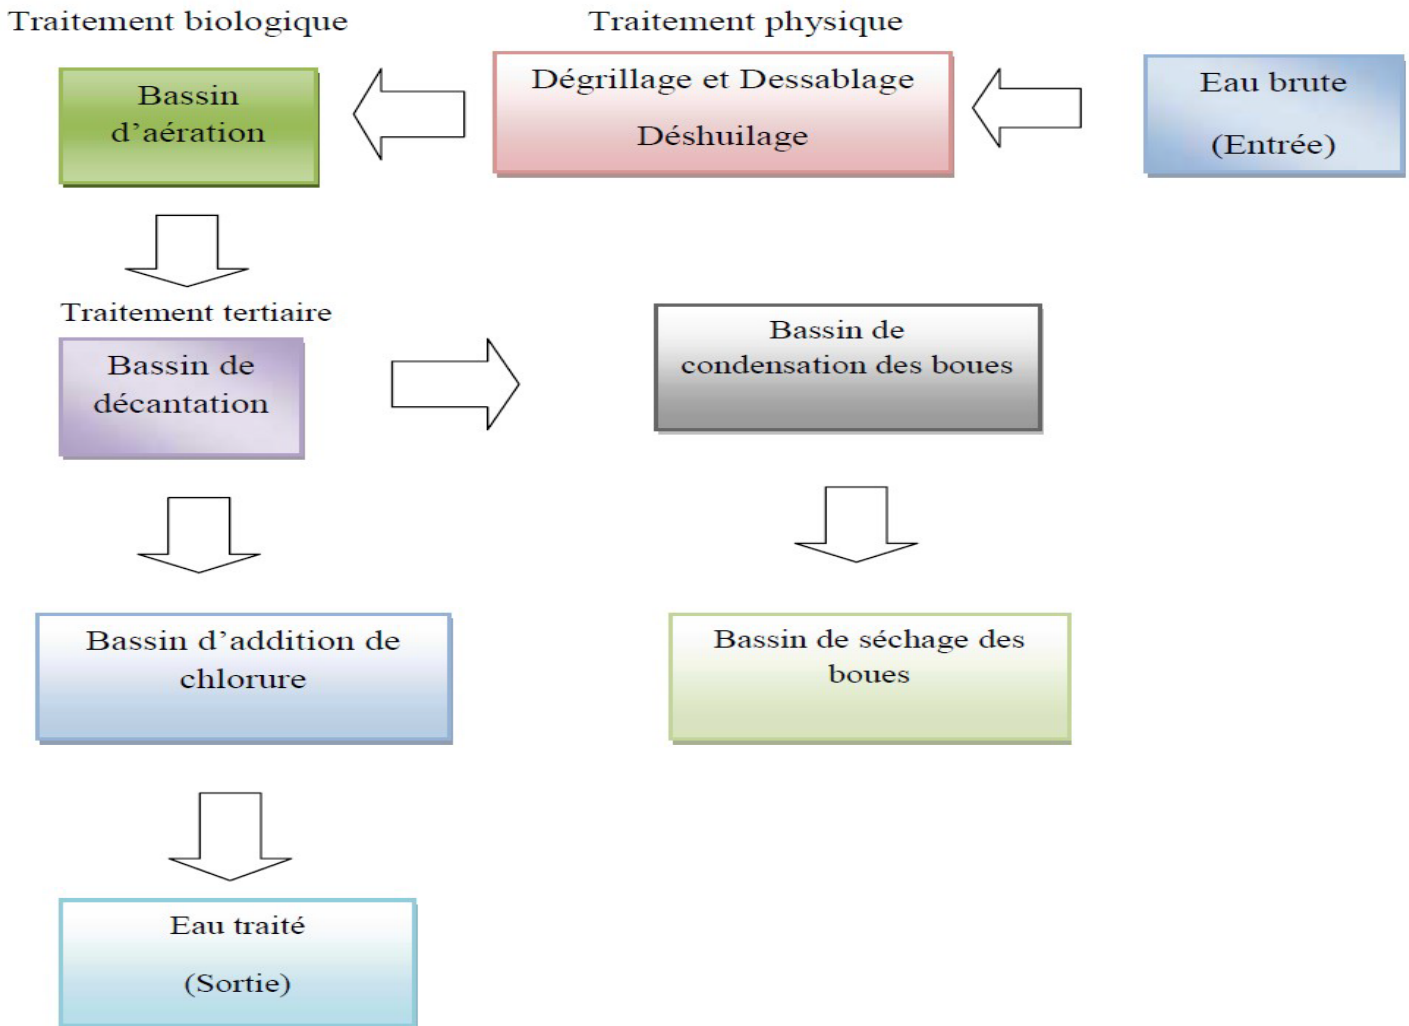 Traitement biologique
Traitement physique
Bassin
d’aération
Dégrillage et Dessablage
Déshuilage
Eau brute
(Entrée)
Traitement tertiaire
Bassin de
décantation
Bassin de
condensation des boues
Bassin d’addition de
chlorure
Bassin de séchage des
boues
Eau traité
(Sortie)